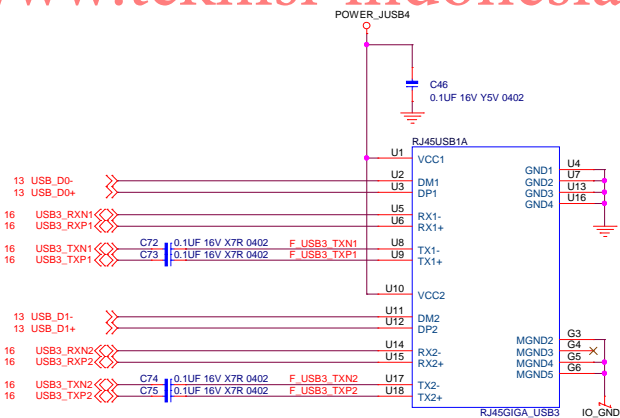 www.teknisi-indonesia
POWER_JUSB4
C46
0.1UF 16V Y5V 0402
RJ45USB1A
U1 VCC1
U4 GND1
U7 GND2
U13 GND3
U16 GND4
13 USB_D0- U2 DM1
13 USB_D0+ U3 DP1
16 USB3_RXN1 U5 RX1-
16 USB3_RXP1 U6 RX1+
16 USB3_TXN1 C72 0.1UF 16V X7R 0402 F_USB3_TXN1 U8 TX1-
16 USB3_TXP1 C73 0.1UF 16V X7R 0402 F_USB3_TXP1 U9 TX1+
U10 VCC2
13 USB_D1- U11 DM2
13 USB_D1+ U12 DP2
G3 MGND2
G4 MGND3
G5 MGND4
G6 MGND5
16 USB3_RXN2 U14 RX2-
16 USB3_RXP2 U15 RX2+
16 USB3_TXN2 C74 0.1UF 16V X7R 0402 F_USB3_TXN2 U17 TX2-
16 USB3_TXP2 C75 0.1UF 16V X7R 0402 F_USB3_TXP2 U18 TX2+
RJ45GIGA_USB3
IO_GND